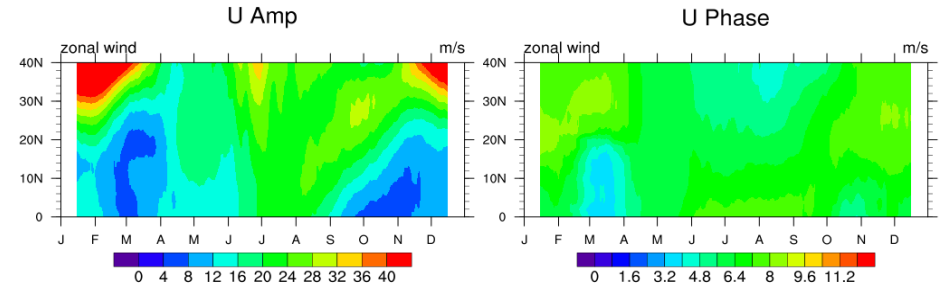 U Amp
zonal wind m/s
40N
30N
20N
10N
0
J F M A M J J A S O N D
0 4 8 12 16 20 24 28 32 36 40
U Phase
zonal wind m/s
40N
30N
20N
10N
0
J F M A M J J A S O N D
0 1.6 3.2 4.8 6.4 8 9.6 11.2